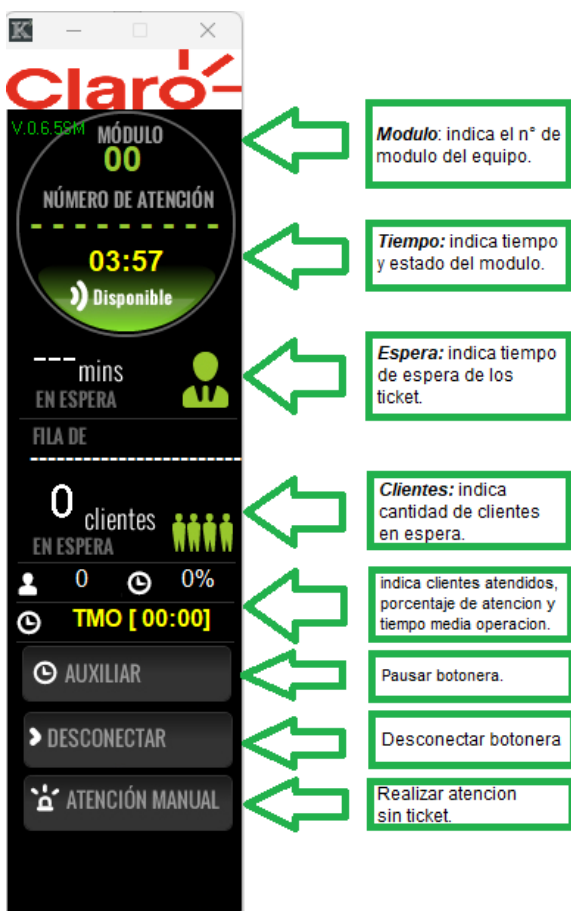 K
Claro
V.0.6.5SM
MÓDULO
00
NÚMERO DE ATENCIÓN
- - - - - - - - -
03:57
Disponible
---mins
EN ESPERA
FILA DE
0 clientes
EN ESPERA
0 0%
TMO [ 00:00]
AUXILIAR
DESCONECTAR
ATENCIÓN MANUAL
Modulo: indica el n° de
modulo del equipo.
Tiempo: indica tiempo
y estado del modulo.
Espera: indica tiempo
de espera de los
ticket.
Clientes: indica
cantidad de clientes
en espera.
indica clientes atendidos,
porcentaje de atencion y
tiempo media operacion.
Pausar botonera.
Desconectar botonera
Realizar atencion
sin ticket.